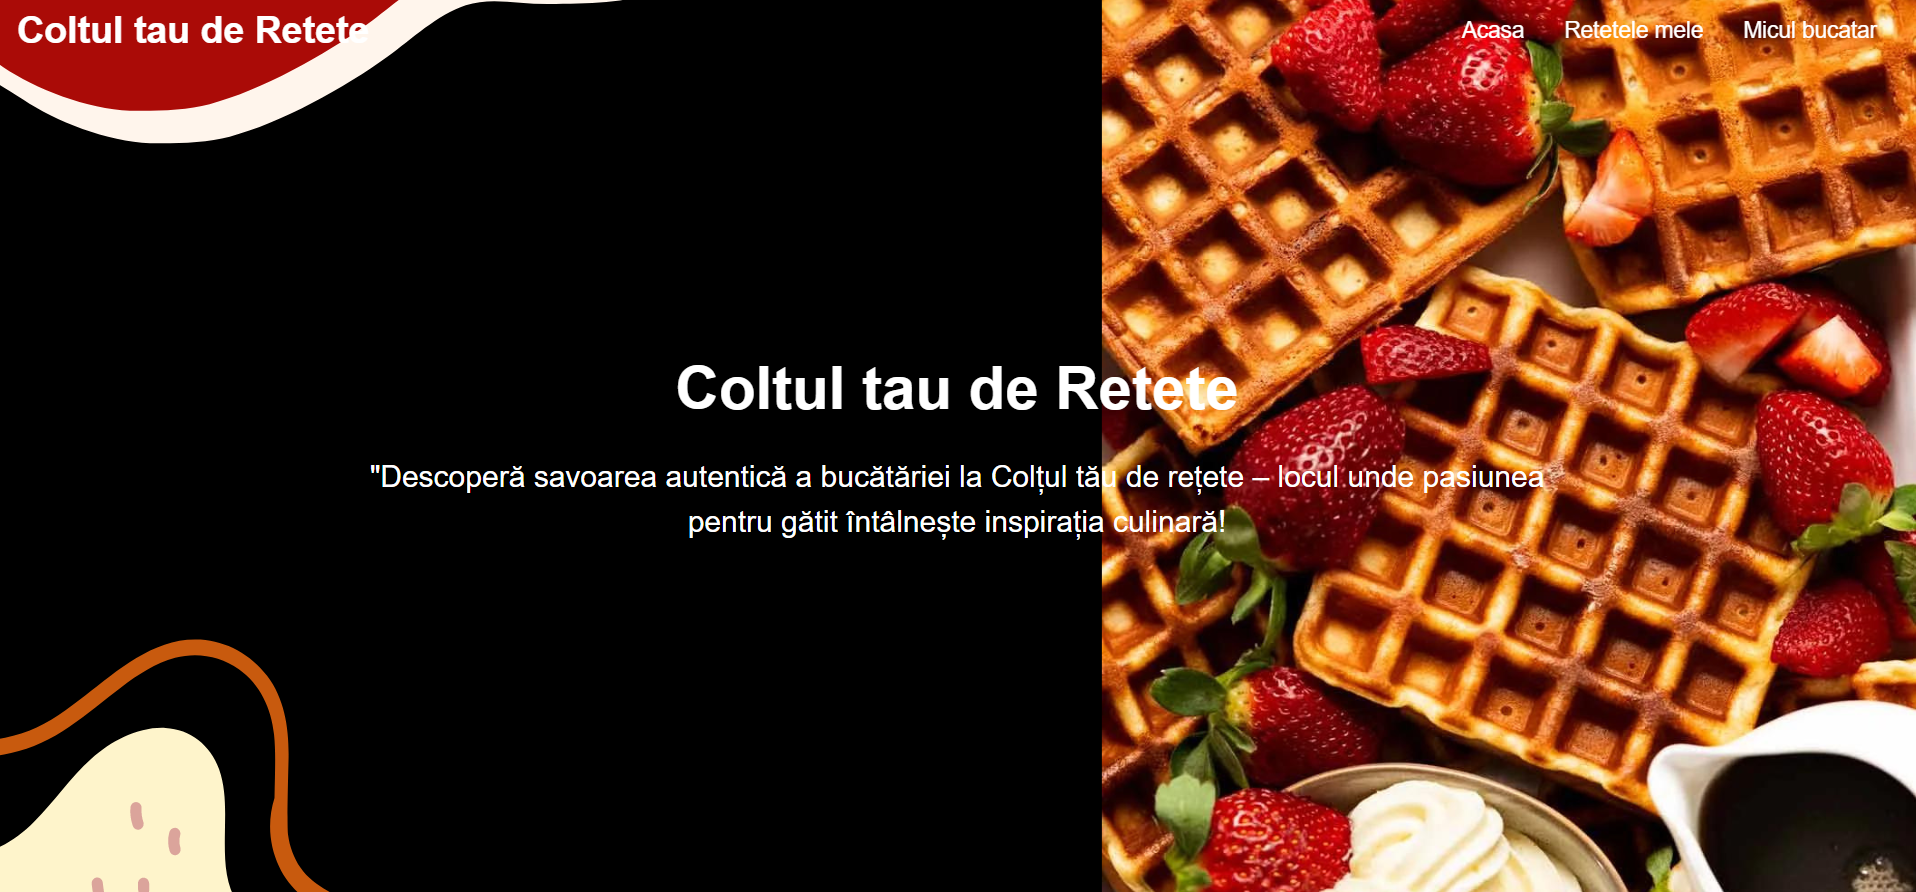 Coltul tau de Retete
Acasa Retetele mele Micul bucatar
Coltul tau de Retete
"Descoperă savoarea autentică a bucătăriei la Colțul tău de rețete – locul unde pasiunea
pentru gătit întâlnește inspirația culinară!